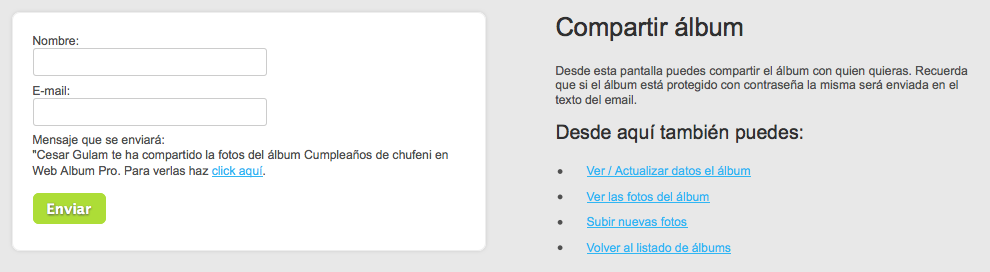 Nombre:
E-mail:
Mensaje que se enviará:
"Cesar Gulam te ha compartido la fotos del álbum Cumpleaños de chufeni en
Web Album Pro. Para verlas haz click aquí.
Enviar
Compartir álbum
Desde esta pantalla puedes compartir el álbum con quien quieras. Recuerda
que si el álbum está protegido con contraseña la misma será enviada en el
texto del email.
Desde aquí también puedes:
• Ver / Actualizar datos el álbum
• Ver las fotos del álbum
• Subir nuevas fotos
• Volver al listado de álbums